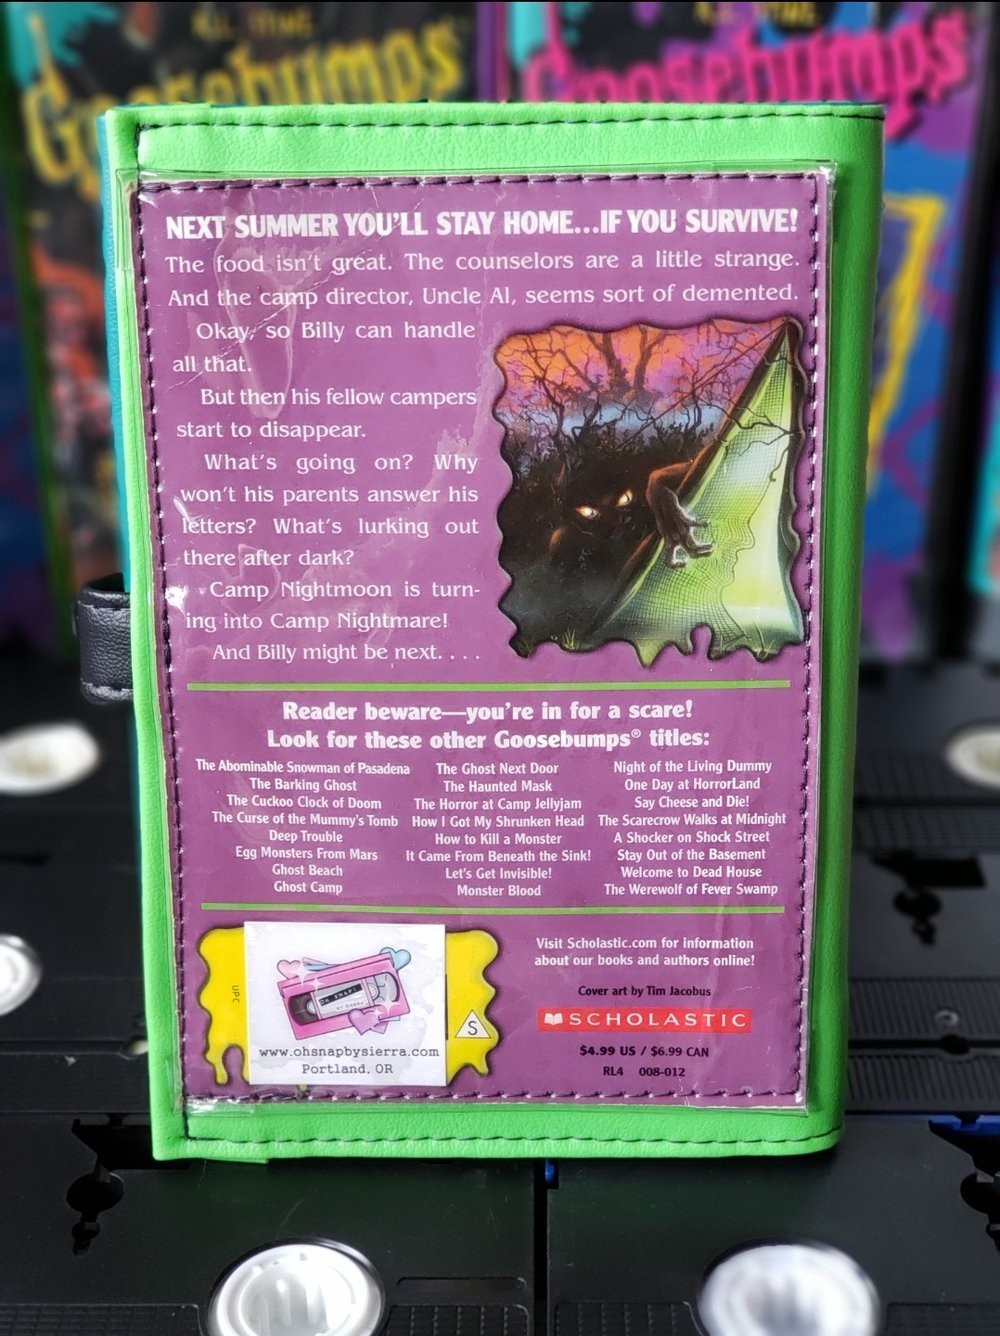 R.L. STINE
Goosebumps
R.L. STINE
Goosebumps
NEXT SUMMER YOU'LL STAY HOME...IF YOU SURVIVE!
The food isn't great. The counselors are a little strange.
And the camp director, Uncle Al, seems sort of demented.
Okay, so Billy can handle
all that.
But then his fellow campers
start to disappear.
What's going on? Why
won't his parents answer his
letters? What's lurking out
there after dark?
Camp Nightmoon is turn-
ing into Camp Nightmare!
And Billy might be next. . . .
Reader beware—you're in for a scare!
Look for these other Goosebumps® titles:
The Abominable Snowman of Pasadena
The Barking Ghost
The Cuckoo Clock of Doom
The Curse of the Mummy's Tomb
Deep Trouble
Egg Monsters From Mars
Ghost Beach
Ghost Camp
The Ghost Next Door
The Haunted Mask
The Horror at Camp Jellyjam
How I Got My Shrunken Head
How to Kill a Monster
It Came From Beneath the Sink!
Let's Get Invisible!
Monster Blood
Night of the Living Dummy
One Day at HorrorLand
Say Cheese and Die!
The Scarecrow Walks at Midnight
A Shocker on Shock Street
Stay Out of the Basement
Welcome to Dead House
The Werewolf of Fever Swamp
UPC
OH SNAP!
BY SIERRA
www.ohsnapbysierra.com
Portland, OR
S
Visit Scholastic.com for information
about our books and authors online!
Cover art by Tim Jacobus
SCHOLASTIC
$4.99 US / $6.99 CAN
RL4 008-012